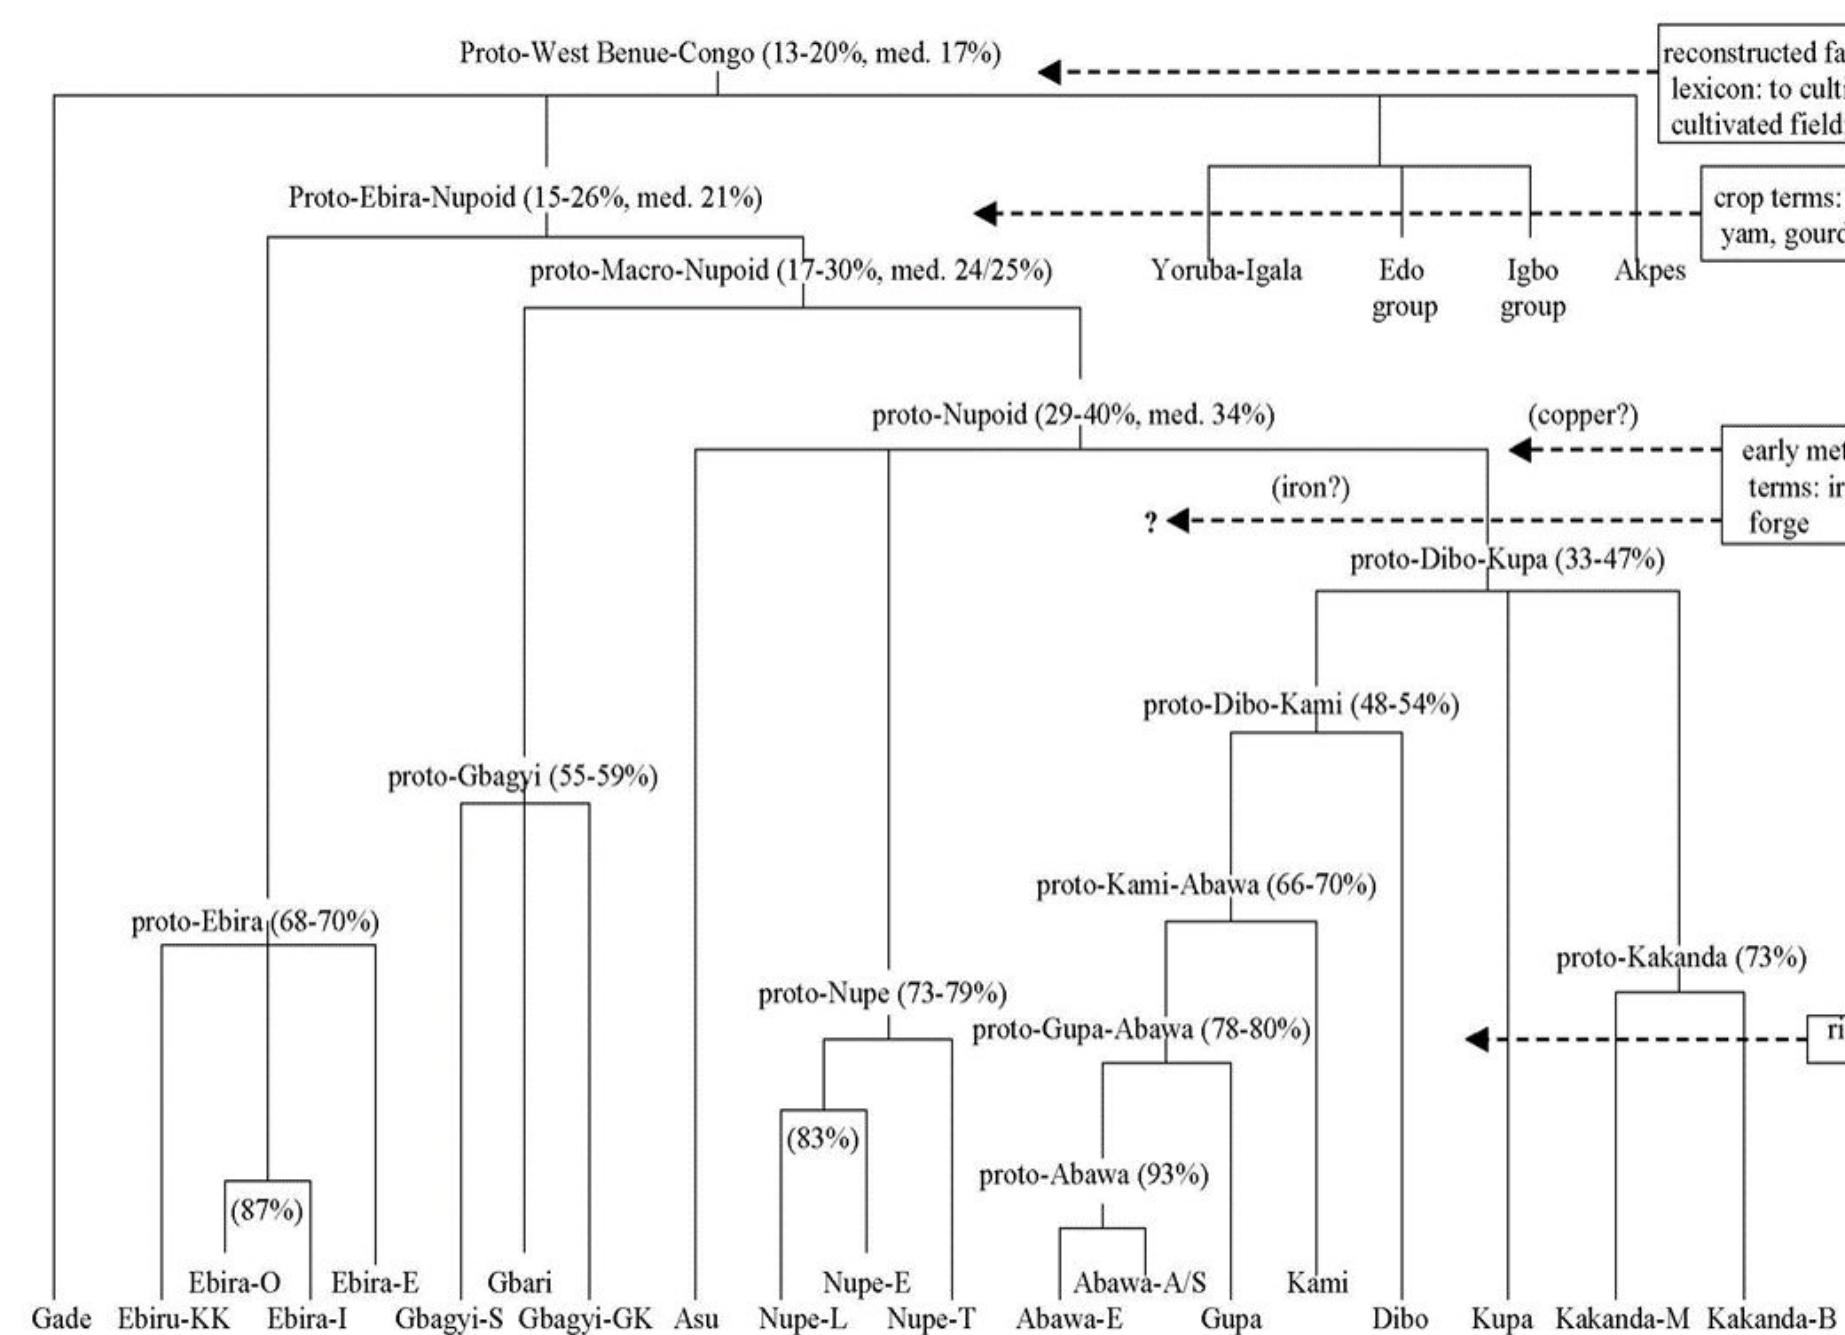 Proto-West Benue-Congo (13-20%, med. 17%)
reconstructed fa
lexicon: to culti
cultivated field
Proto-Ebira-Nupoid (15-26%, med. 21%)
crop terms:
yam, gourd
proto-Macro-Nupoid (17-30%, med. 24/25%)
Yoruba-Igala
Edo
group
Igbo
group
Akpes
proto-Nupoid (29-40%, med. 34%)
(copper?)
early met
terms: ir
forge
(iron?)
?
proto-Dibo-Kupa (33-47%)
proto-Dibo-Kami (48-54%)
proto-Gbagyi (55-59%)
proto-Kami-Abawa (66-70%)
proto-Ebira (68-70%)
proto-Kakanda (73%)
proto-Nupe (73-79%)
proto-Gupa-Abawa (78-80%)
ri
(83%)
proto-Abawa (93%)
(87%)
Ebira-O
Ebira-E
Gbari
Nupe-E
Abawa-A/S
Kami
Gade
Ebiru-KK
Ebira-I
Gbagyi-S
Gbagyi-GK
Asu
Nupe-L
Nupe-T
Abawa-E
Gupa
Dibo
Kupa
Kakanda-M
Kakanda-B